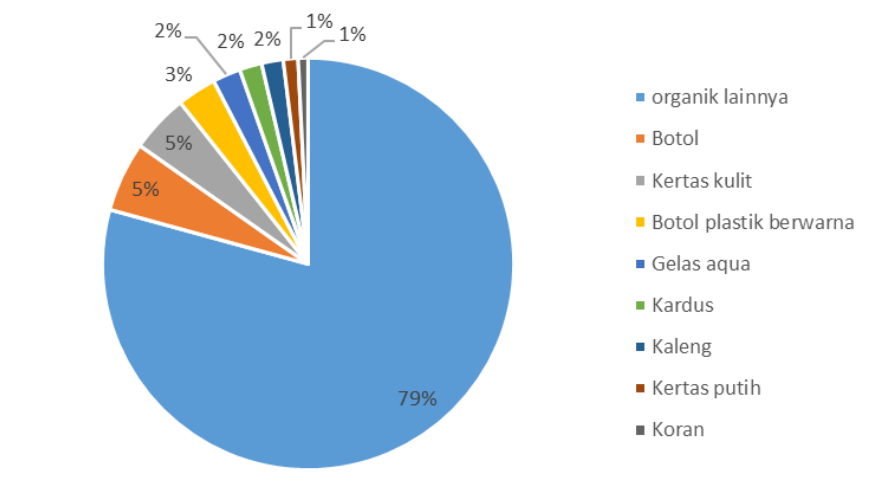 1%
2%
1%
2%
2%
3%
5%
5%
79%
organik lainnya
Botol
Kertas kulit
Botol plastik berwarna
Gelas aqua
Kardus
Kaleng
Kertas putih
Koran